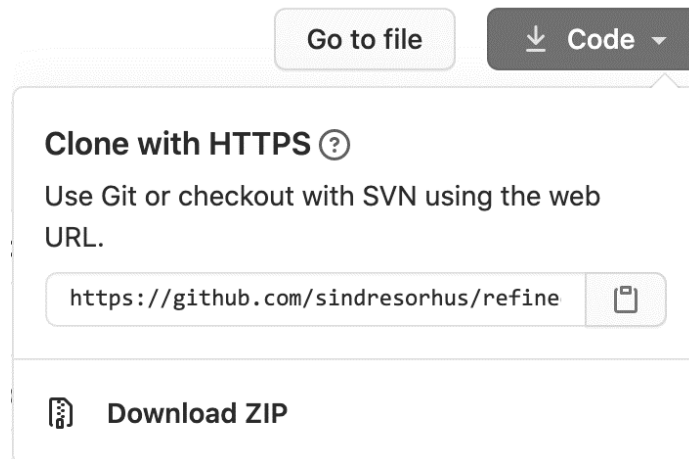 Go to file
Code
Clone with HTTPS
Use Git or checkout with SVN using the web
URL.
https://github.com/sindresorhus/refine
Download ZIP